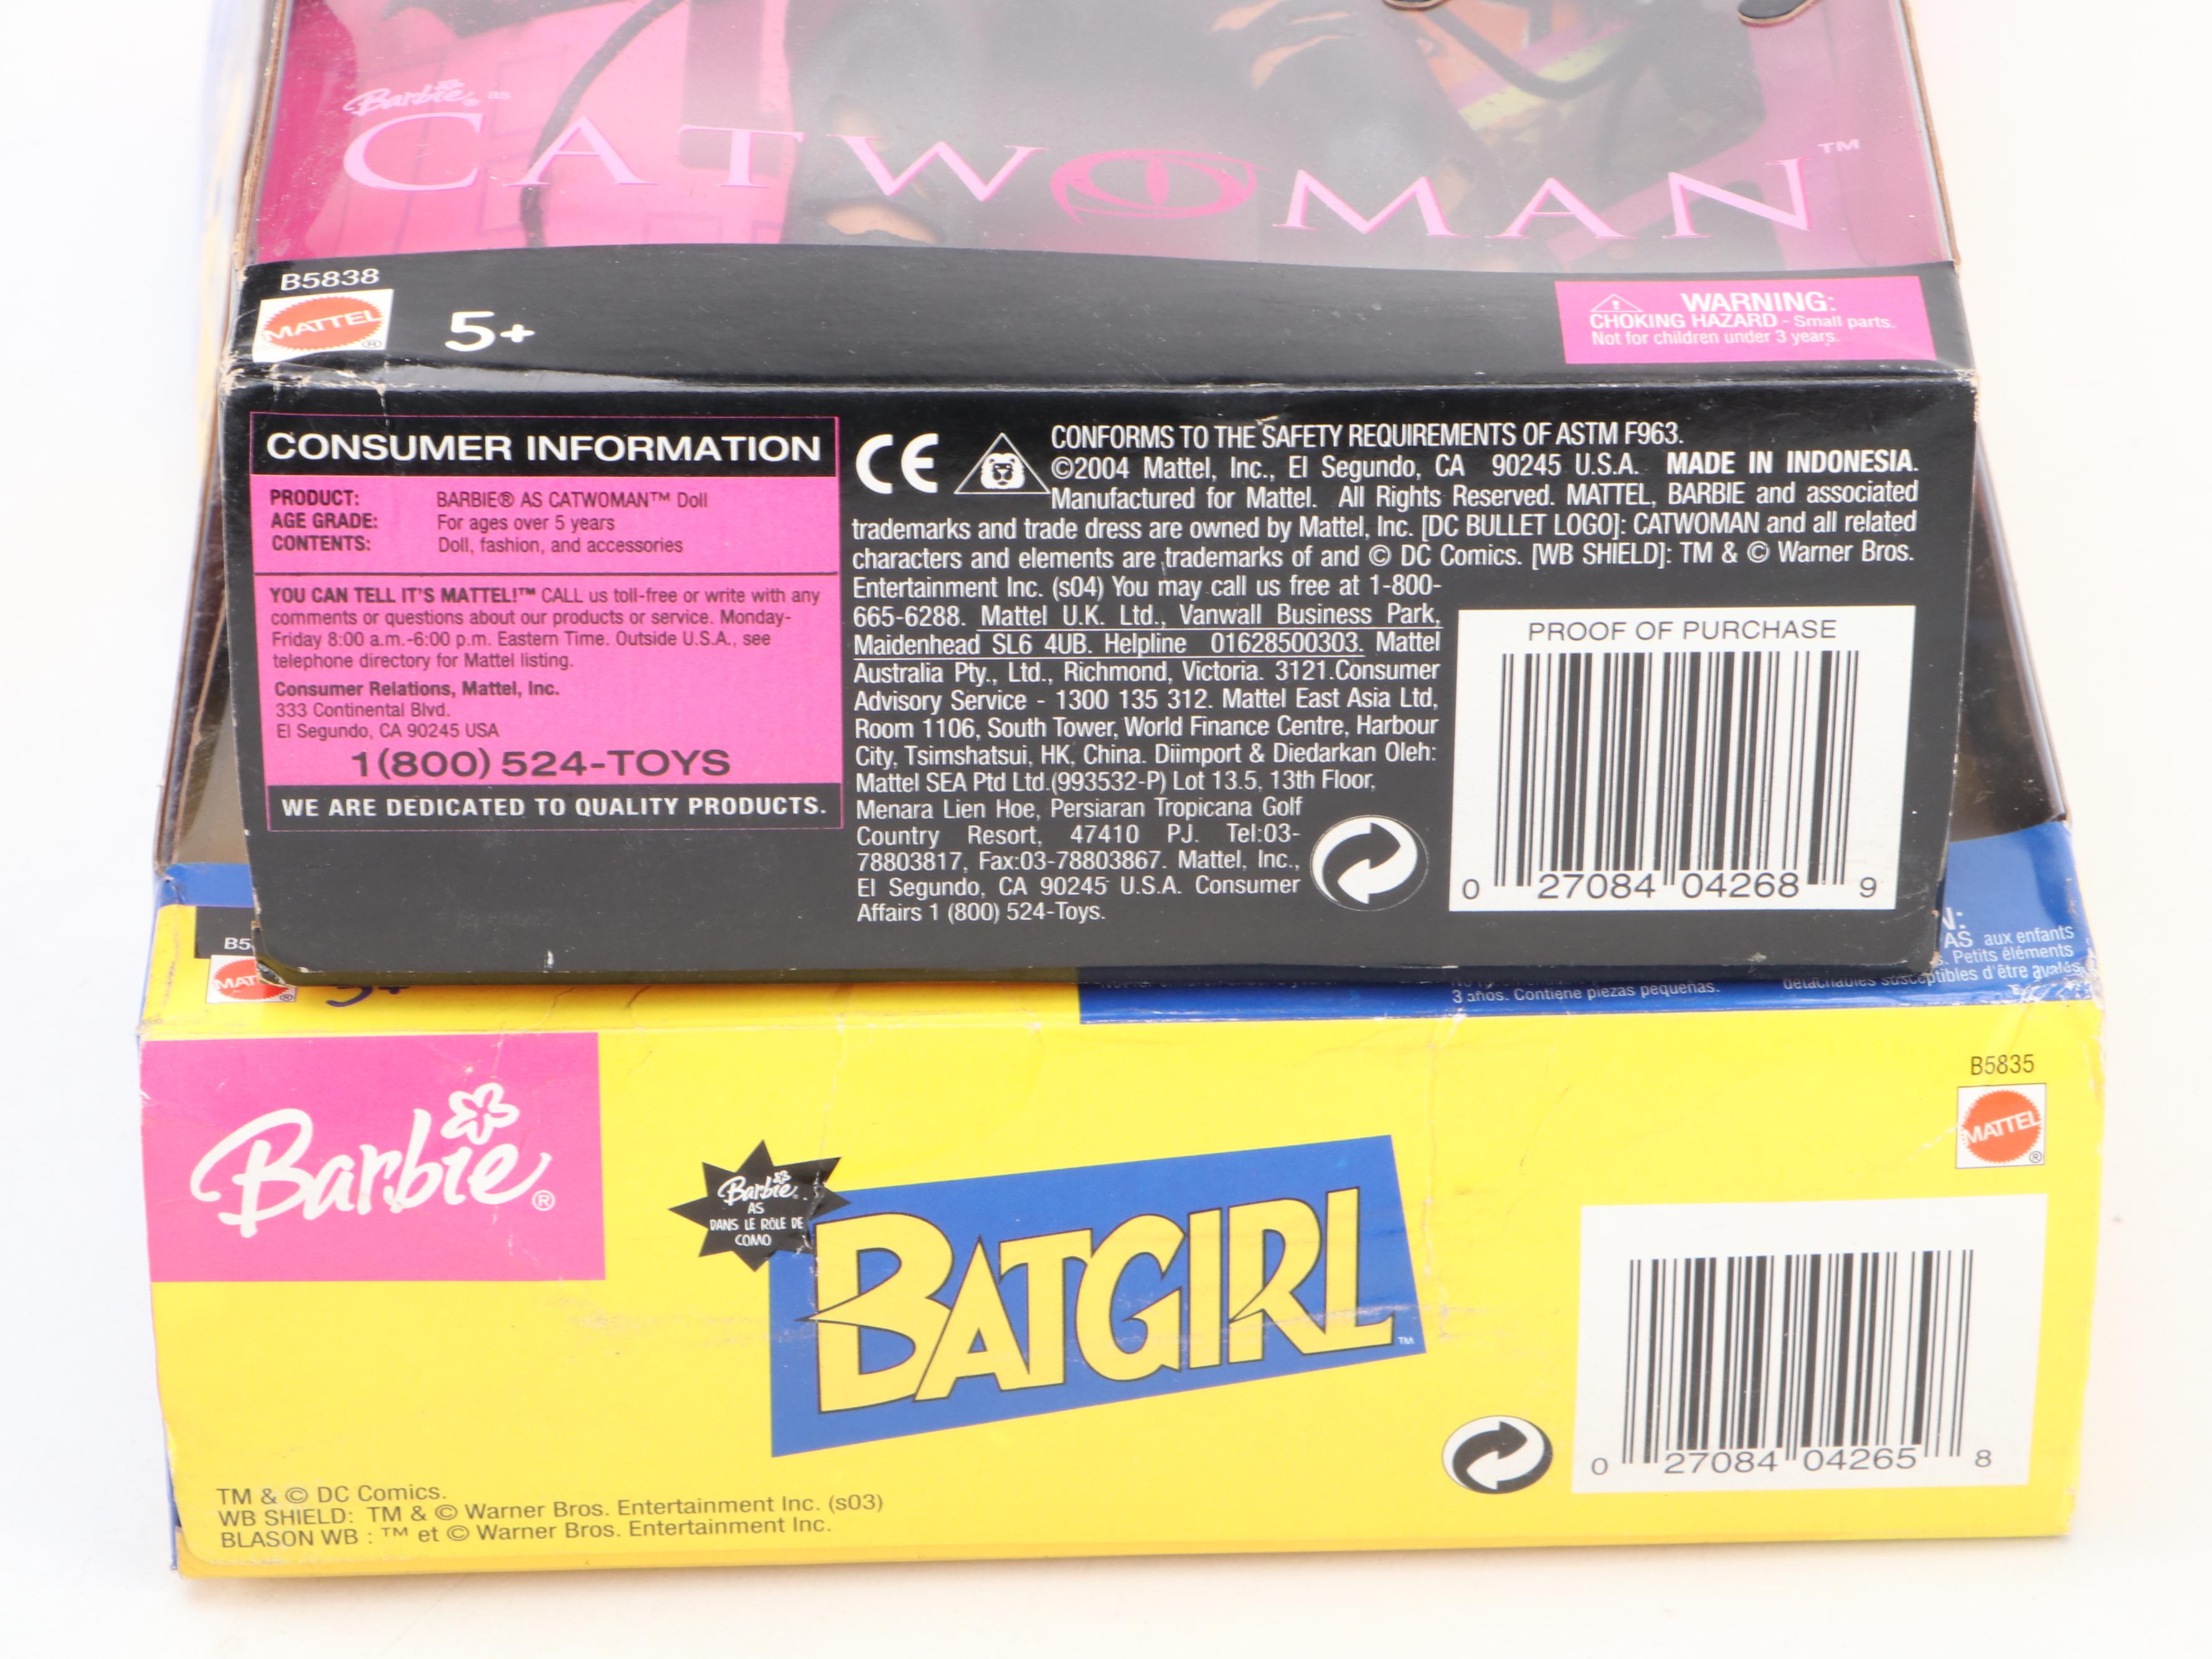 Barbie® as
CATWOMAN™
B5838
MATTEL®
5+
WARNING:
CHOKING HAZARD - Small parts.
Not for children under 3 years.
CONSUMER INFORMATION
PRODUCT: BARBIE® AS CATWOMAN™ Doll
AGE GRADE: For ages over 5 years
CONTENTS: Doll, fashion, and accessories
YOU CAN TELL IT'S MATTEL!™ CALL us toll-free or write with any
comments or questions about our products or service. Monday-
Friday 8:00 a.m.-6:00 p.m. Eastern Time. Outside U.S.A., see
telephone directory for Mattel listing.
Consumer Relations, Mattel, Inc.
333 Continental Blvd.
El Segundo, CA 90245 USA
1(800) 524-TOYS
WE ARE DEDICATED TO QUALITY PRODUCTS.
CE
CONFORMS TO THE SAFETY REQUIREMENTS OF ASTM F963.
©2004 Mattel, Inc., El Segundo, CA 90245 U.S.A. MADE IN INDONESIA.
Manufactured for Mattel. All Rights Reserved. MATTEL, BARBIE and associated
trademarks and trade dress are owned by Mattel, Inc. [DC BULLET LOGO]: CATWOMAN and all related
characters and elements are trademarks of and © DC Comics. [WB SHIELD]: TM & © Warner Bros.
Entertainment Inc. (s04) You may call us free at 1-800-
665-6288. Mattel U.K. Ltd., Vanwall Business Park,
Maidenhead SL6 4UB. Helpline 01628500303. Mattel
Australia Pty., Ltd., Richmond, Victoria. 3121.Consumer
Advisory Service - 1300 135 312. Mattel East Asia Ltd,
Room 1106, South Tower, World Finance Centre, Harbour
City, Tsimshatsui, HK, China. Diimport & Diedarkan Oleh:
Mattel SEA Ptd Ltd.(993532-P) Lot 13.5, 13th Floor,
Menara Lien Hoe, Persiaran Tropicana Golf
Country Resort, 47410 PJ. Tel:03-
78803817, Fax:03-78803867. Mattel, Inc.,
El Segundo, CA 90245 U.S.A. Consumer
Affairs 1 (800) 524-Toys.
PROOF OF PURCHASE
0 27084 04268 9
B5
MAT
5+
N:
AS aux enfants
s. Petits éléments
détachables susceptibles d'être avalés
3 años. Contiene piezas pequeñas.
Barbie®
Barbie®
AS
DANS LE RÔLE DE
COMO
BATGIRL™
B5835
MATTEL®
0 27084 04265 8
TM & © DC Comics.
WB SHIELD: TM & © Warner Bros. Entertainment Inc. (s03)
BLASON WB : ™ et © Warner Bros. Entertainment Inc.